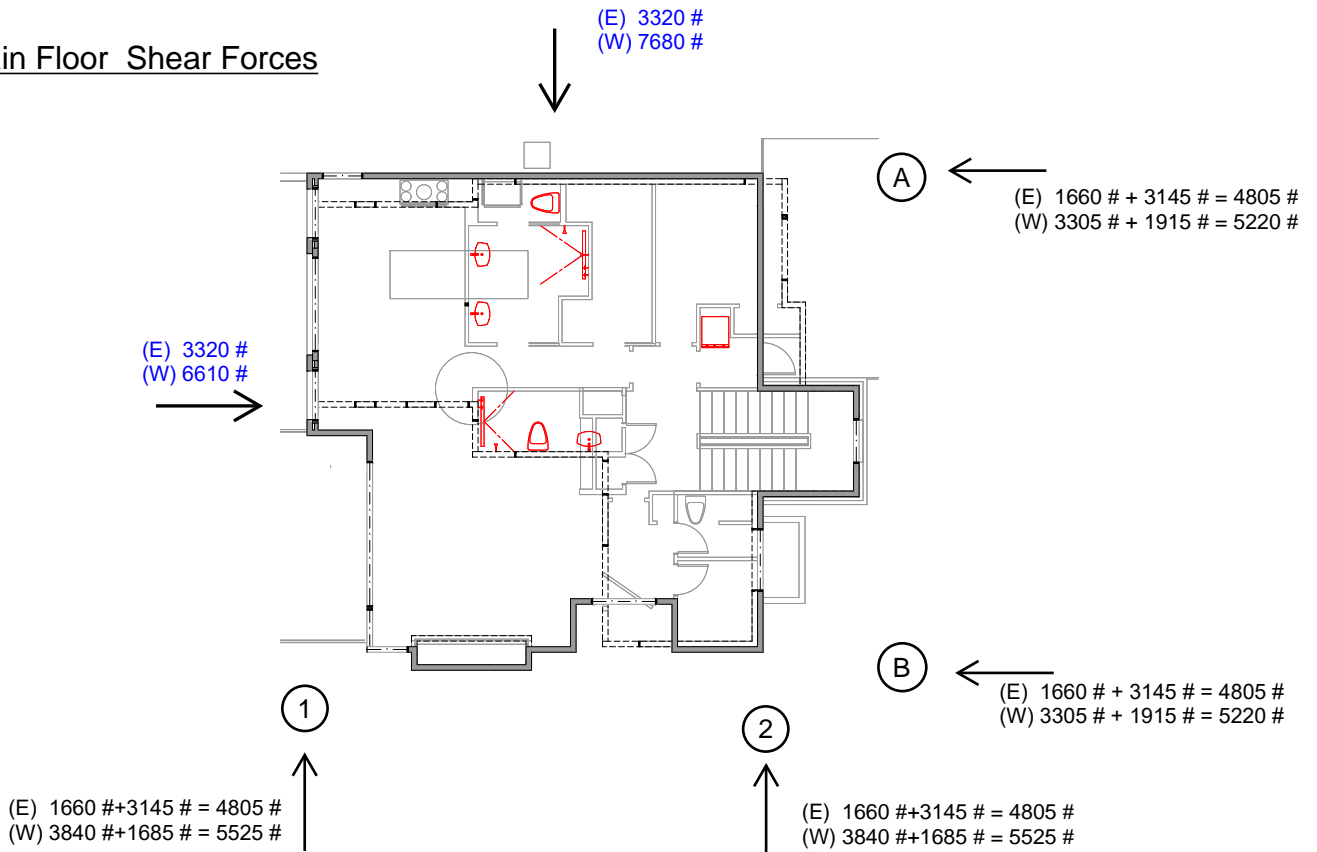 (E) 3320 #
(W) 7680 #
in Floor Shear Forces
A
(E) 1660 # + 3145 # = 4805 #
(W) 3305 # + 1915 # = 5220 #
(E) 3320 #
(W) 6610 #
B
(E) 1660 # + 3145 # = 4805 #
(W) 3305 # + 1915 # = 5220 #
1
2
(E) 1660 #+3145 # = 4805 #
(W) 3840 #+1685 # = 5525 #
(E) 1660 #+3145 # = 4805 #
(W) 3840 #+1685 # = 5525 #